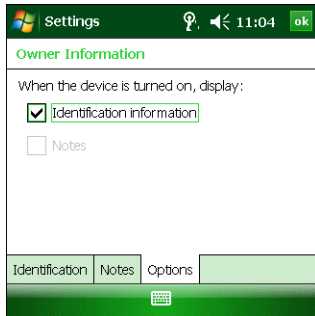 Settings 11:04 ok
Owner Information
When the device is turned on, display:
Identification information
Notes
Identification Notes Options